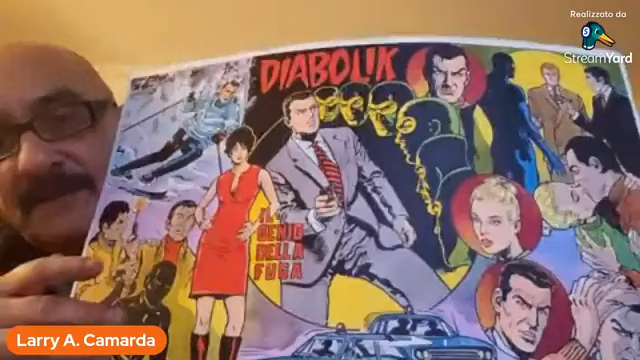 Realizzato da
StreamYard
DIABOLIK
IL
GENIO
DELLA
FUGA
Larry A. Camarda